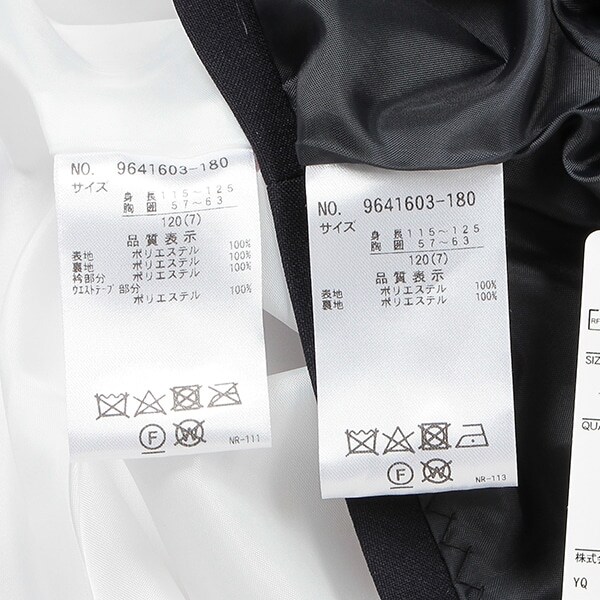 NO. 9641603-180
サイズ
身長 115~125
胸囲 57~63
120(7)
品質表示
表地 ポリエステル 100%
裏地 ポリエステル 100%
衿部分 ポリエステル 100%
ウエストテープ部分
ポリエステル 100%
F W
NR-111
NO. 9641603-180
サイズ
身長 115~125
胸囲 57~63
120(7)
品質表示
表地 ポリエステル 100%
裏地 ポリエステル 100%
F W
NR-113
SIZ
QUA
株式会
YQ